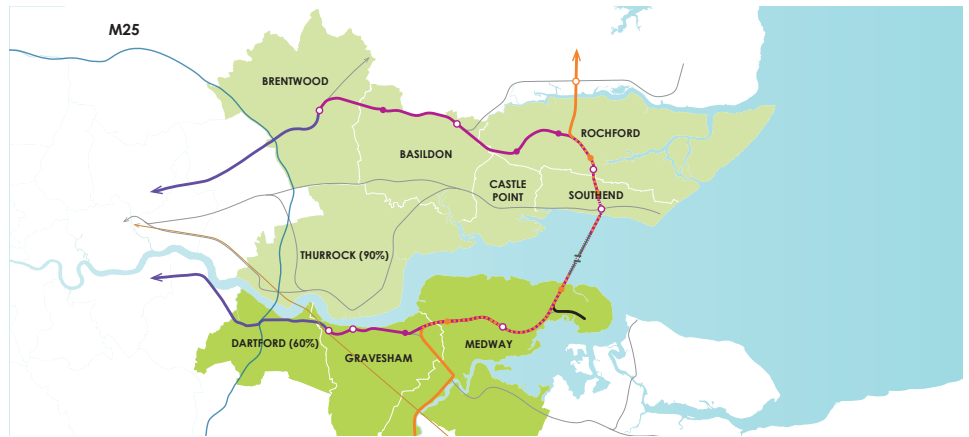 M25
BRENTWOOD
ROCHFORD
BASILDON
CASTLE
POINT
SOUTHEND
THURROCK (90%)
DARTFORD (60%)
MEDWAY
GRAVESHAM